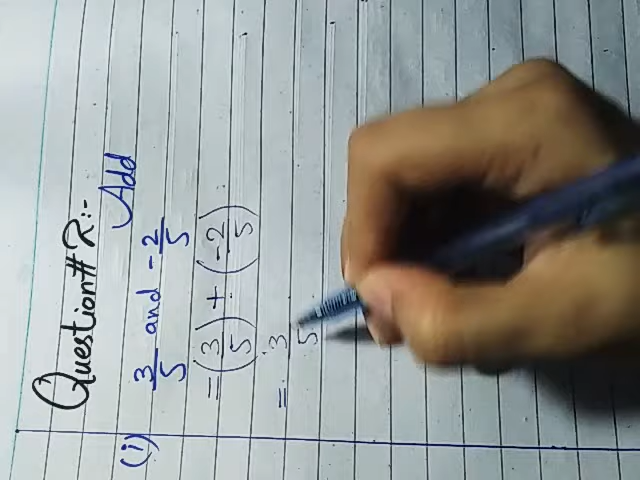 Question # 2:-
Add
(i) 3/5 and -2/5
= (3/5) + (-2/5)
= 3/5